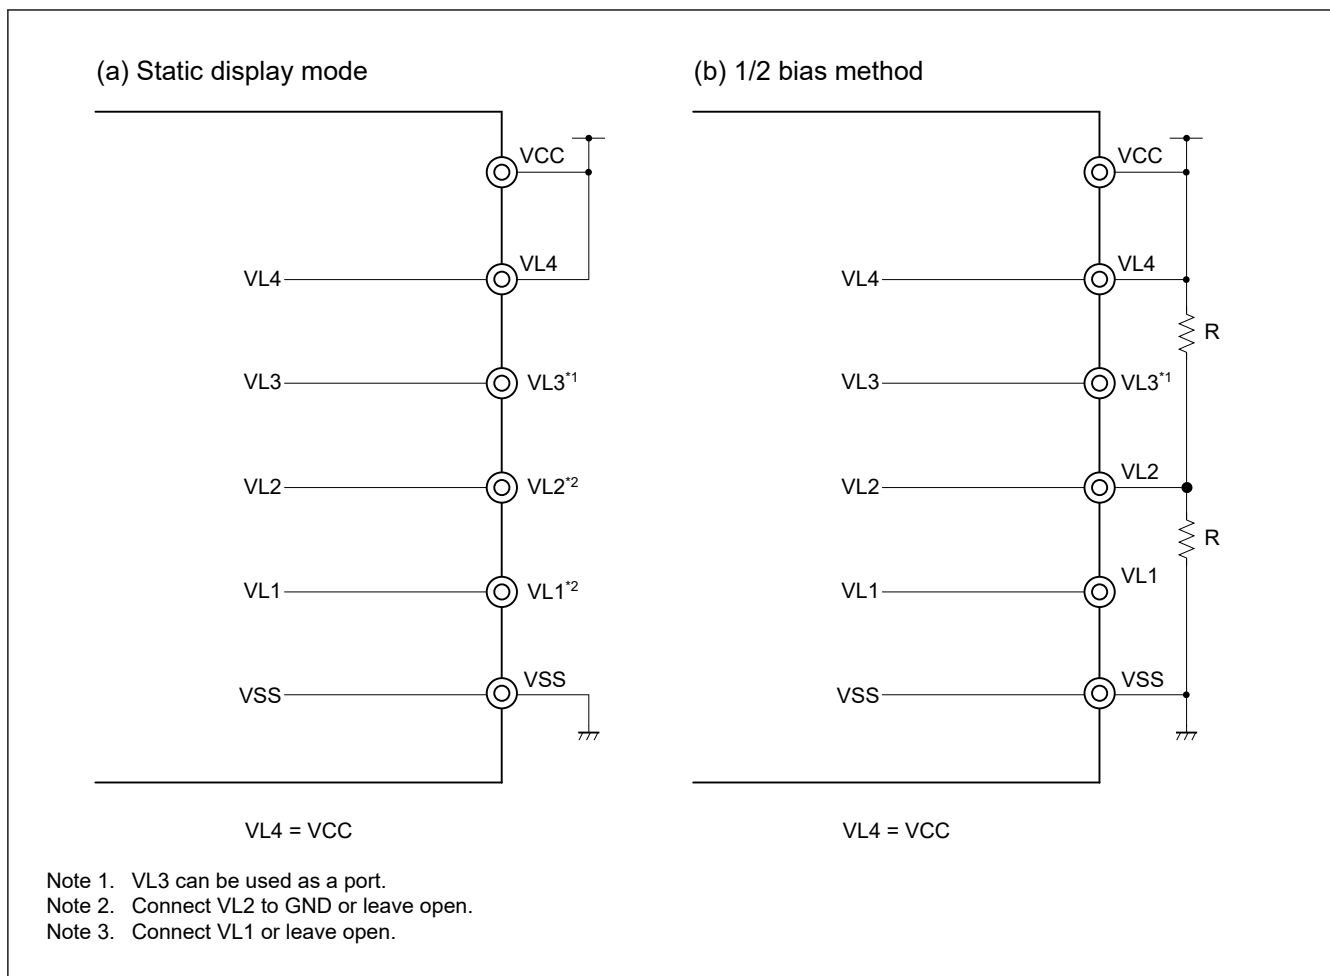 (a) Static display mode
VCC
VL4 VL4
VL3 VL3*1
VL2 VL2*2
VL1 VL1*2
VSS VSS
VL4 = VCC
(b) 1/2 bias method
VCC
VL4 VL4
R
VL3 VL3*1
VL2 VL2
R
VL1 VL1
VSS VSS
VL4 = VCC
Note 1. VL3 can be used as a port.
Note 2. Connect VL2 to GND or leave open.
Note 3. Connect VL1 or leave open.